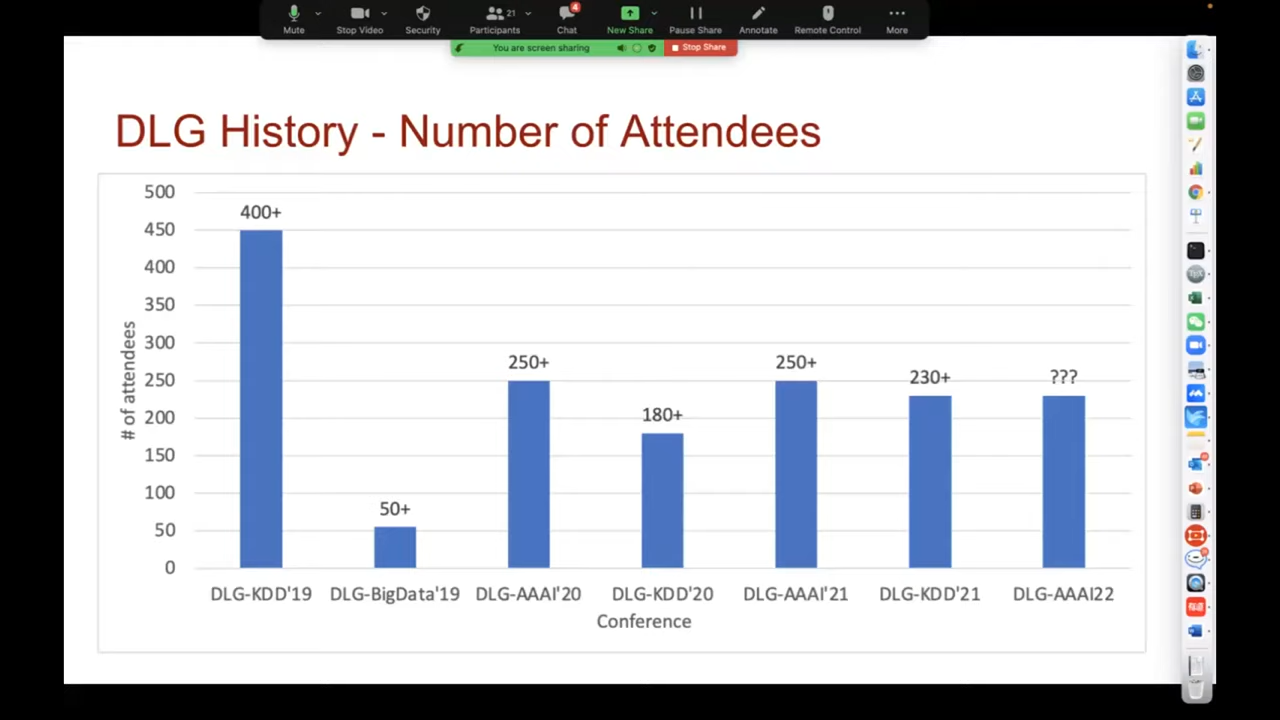 Mute
Stop Video
Security
Participants
21
Chat
4
New Share
Pause Share
Annotate
Remote Control
More
You are screen sharing
Stop Share
DLG History - Number of Attendees
500
450
400
350
300
250
200
150
100
50
0
# of attendees
400+
50+
250+
180+
250+
230+
???
DLG-KDD'19
DLG-BigData'19
DLG-AAAI'20
DLG-KDD'20
DLG-AAAI'21
DLG-KDD'21
DLG-AAAI22
Conference